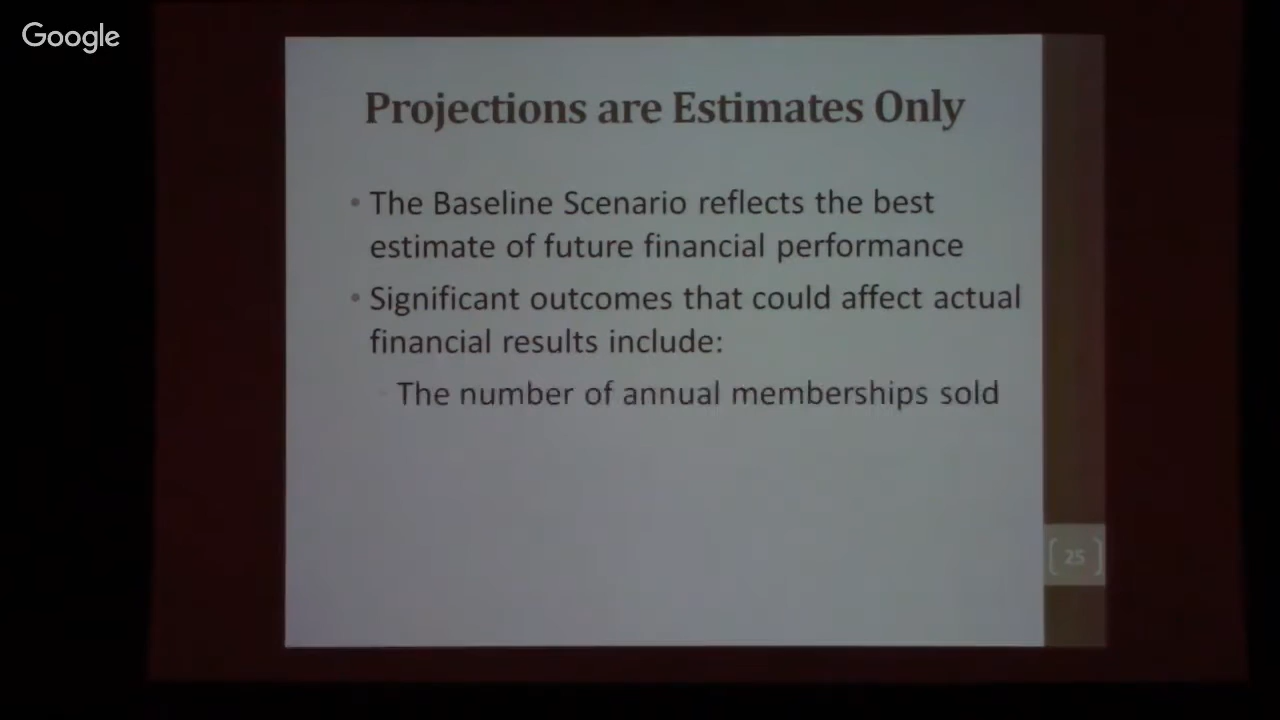 Google
Projections are Estimates Only
• The Baseline Scenario reflects the best
estimate of future financial performance
• Significant outcomes that could affect actual
financial results include:
The number of annual memberships sold
[ 25 ]